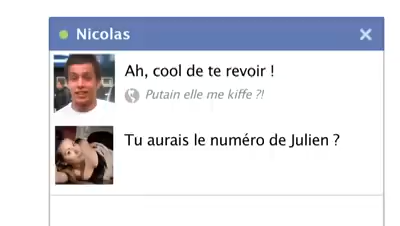 Nicolas
Ah, cool de te revoir !
Putain elle me kiffe ?!
Tu aurais le numéro de Julien ?